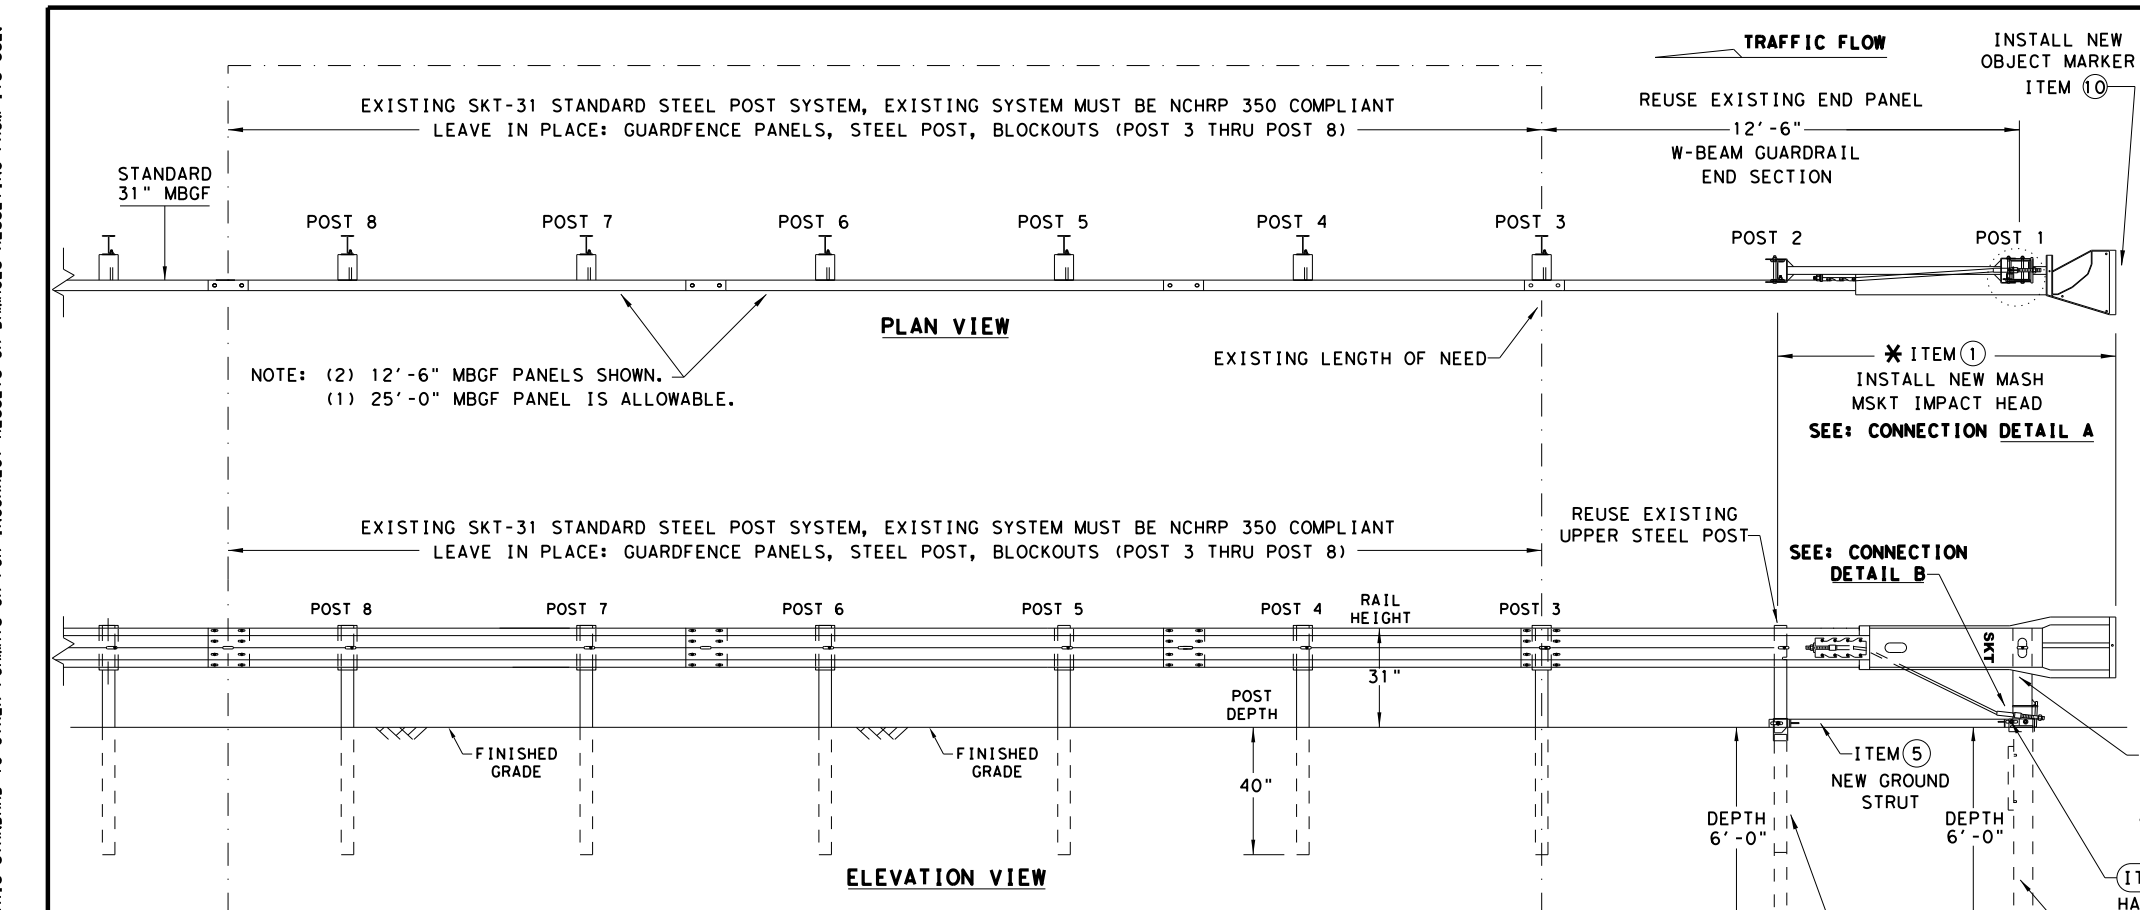 TRAFFIC FLOW
INSTALL NEW
OBJECT MARKER
ITEM 10
EXISTING SKT-31 STANDARD STEEL POST SYSTEM, EXISTING SYSTEM MUST BE NCHRP 350 COMPLIANT
LEAVE IN PLACE: GUARDFENCE PANELS, STEEL POST, BLOCKOUTS (POST 3 THRU POST 8)
REUSE EXISTING END PANEL
12'-6"
W-BEAM GUARDRAIL
END SECTION
STANDARD
31" MBGF
POST 8
POST 7
POST 6
POST 5
POST 4
POST 3
POST 2
POST 1
PLAN VIEW
NOTE: (2) 12'-6" MBGF PANELS SHOWN.
(1) 25'-0" MBGF PANEL IS ALLOWABLE.
EXISTING LENGTH OF NEED
* ITEM 1
INSTALL NEW MASH
MSKT IMPACT HEAD
SEE: CONNECTION DETAIL A
EXISTING SKT-31 STANDARD STEEL POST SYSTEM, EXISTING SYSTEM MUST BE NCHRP 350 COMPLIANT
LEAVE IN PLACE: GUARDFENCE PANELS, STEEL POST, BLOCKOUTS (POST 3 THRU POST 8)
REUSE EXISTING
UPPER STEEL POST
SEE: CONNECTION
DETAIL B
POST 8
POST 7
POST 6
POST 5
POST 4
RAIL
HEIGHT
POST 3
SKT
31"
POST
DEPTH
40"
FINISHED
GRADE
FINISHED
GRADE
ITEM 5
NEW GROUND
STRUT
DEPTH
6'-0"
DEPTH
6'-0"
ELEVATION VIEW